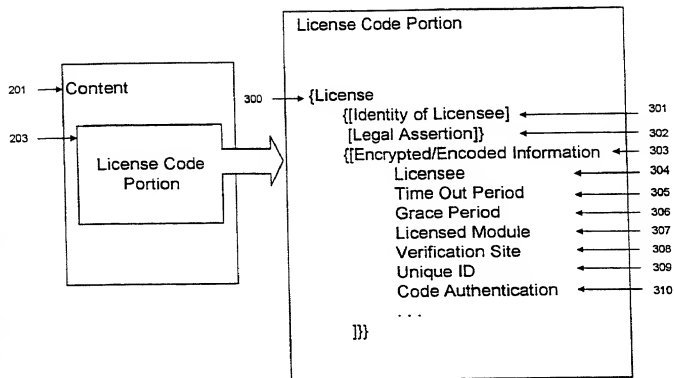 License Code Portion
201 Content
300 {License
{[Identity of Licensee] 301
203 [Legal Assertion]} 302
License Code
Portion
{[Encrypted/Encoded Information 303
Licensee 304
Time Out Period 305
Grace Period 306
Licensed Module 307
Verification Site 308
Unique ID 309
Code Authentication 310
. . .
]}}